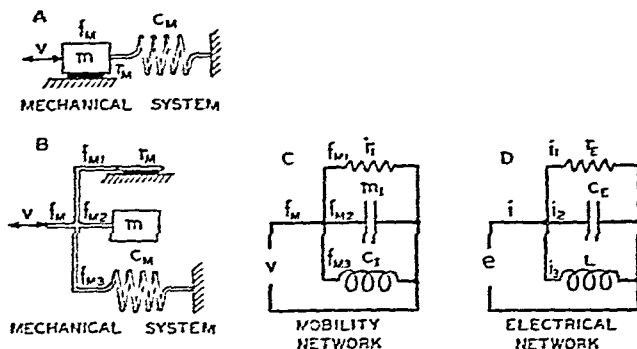 A
f_M
C_M
v
m
r_M
MECHANICAL SYSTEM
B
f_M1
r_M
v
f_M
f_M2
m
C_M
f_M3
MECHANICAL SYSTEM
C
f_M1
r_I
m_I
f_M
f_M2
v
f_M3
C_I
MOBILITY
NETWORK
D
i_1
r_E
C_E
i
i_2
e
i_3
L
ELECTRICAL
NETWORK